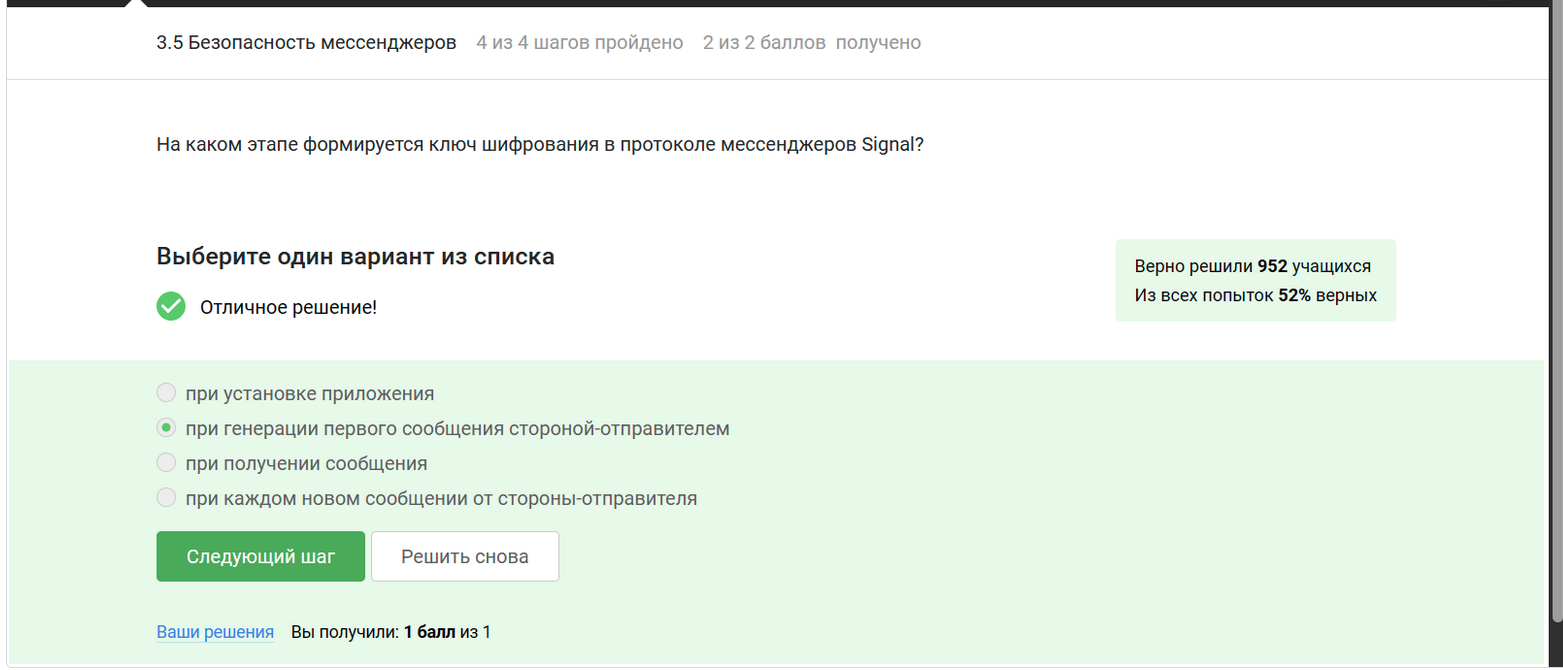 3.5 Безопасность мессенджеров 4 из 4 шагов пройдено 2 из 2 баллов получено
На каком этапе формируется ключ шифрования в протоколе мессенджеров Signal?
Выберите один вариант из списка
Отличное решение!
Верно решили 952 учащихся
Из всех попыток 52% верных
при установке приложения
при генерации первого сообщения стороной-отправителем
при получении сообщения
при каждом новом сообщении от стороны-отправителя
Следующий шаг Решить снова
Ваши решения Вы получили: 1 балл из 1